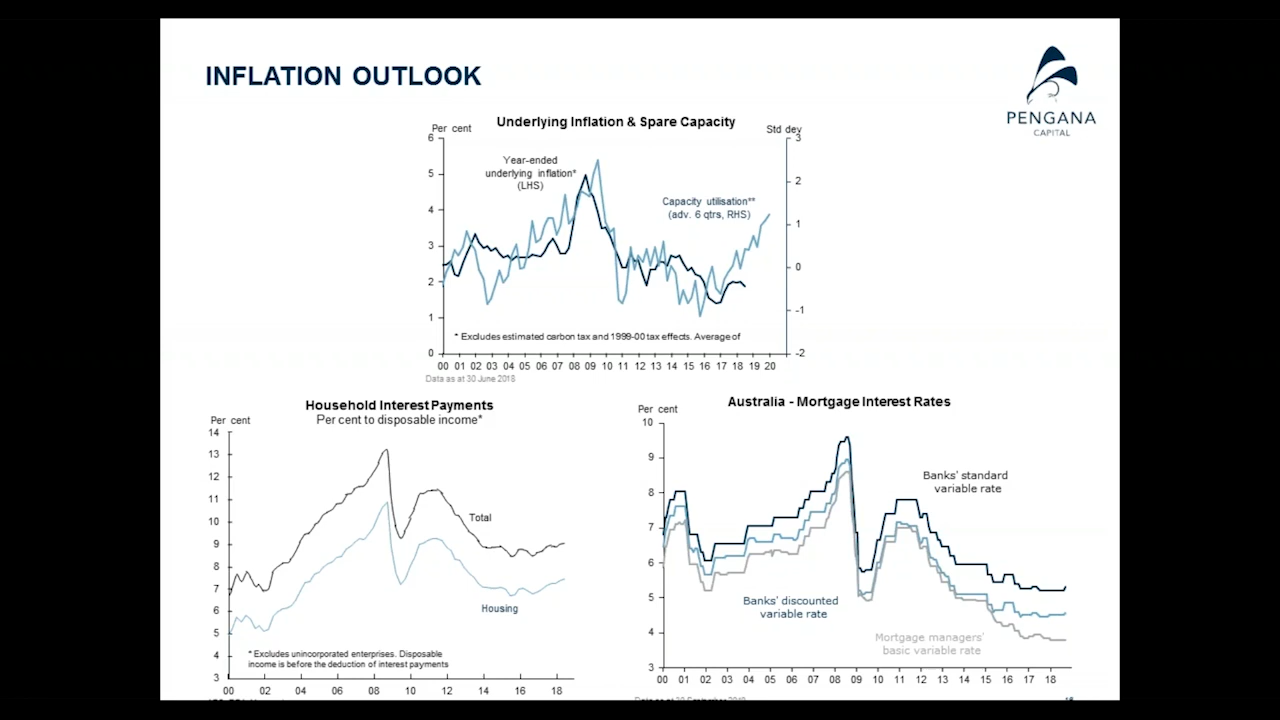 INFLATION OUTLOOK
PENGANA
CAPITAL
Underlying Inflation & Spare Capacity
Per cent
Std dev
6
5
4
3
2
1
0
3
2
1
0
-1
-2
Year-ended
underlying inflation*
(LHS)
Capacity utilisation**
(adv. 6 qtrs, RHS)
* Excludes estimated carbon tax and 1999-00 tax effects. Average of
00 01 02 03 04 05 06 07 08 09 10 11 12 13 14 15 16 17 18 19 20
Data as at 30 June 2018
Household Interest Payments
Per cent to disposable income*
Per cent
14
13
12
11
10
9
8
7
6
5
4
3
Total
Housing
* Excludes unincorporated enterprises. Disposable
income is before the deduction of interest payments
00 02 04 06 08 10 12 14 16 18
Australia - Mortgage Interest Rates
Per cent
10
9
8
7
6
5
4
3
Banks' standard
variable rate
Banks' discounted
variable rate
Mortgage managers'
basic variable rate
00 01 02 03 04 05 06 07 08 09 10 11 12 13 14 15 16 17 18